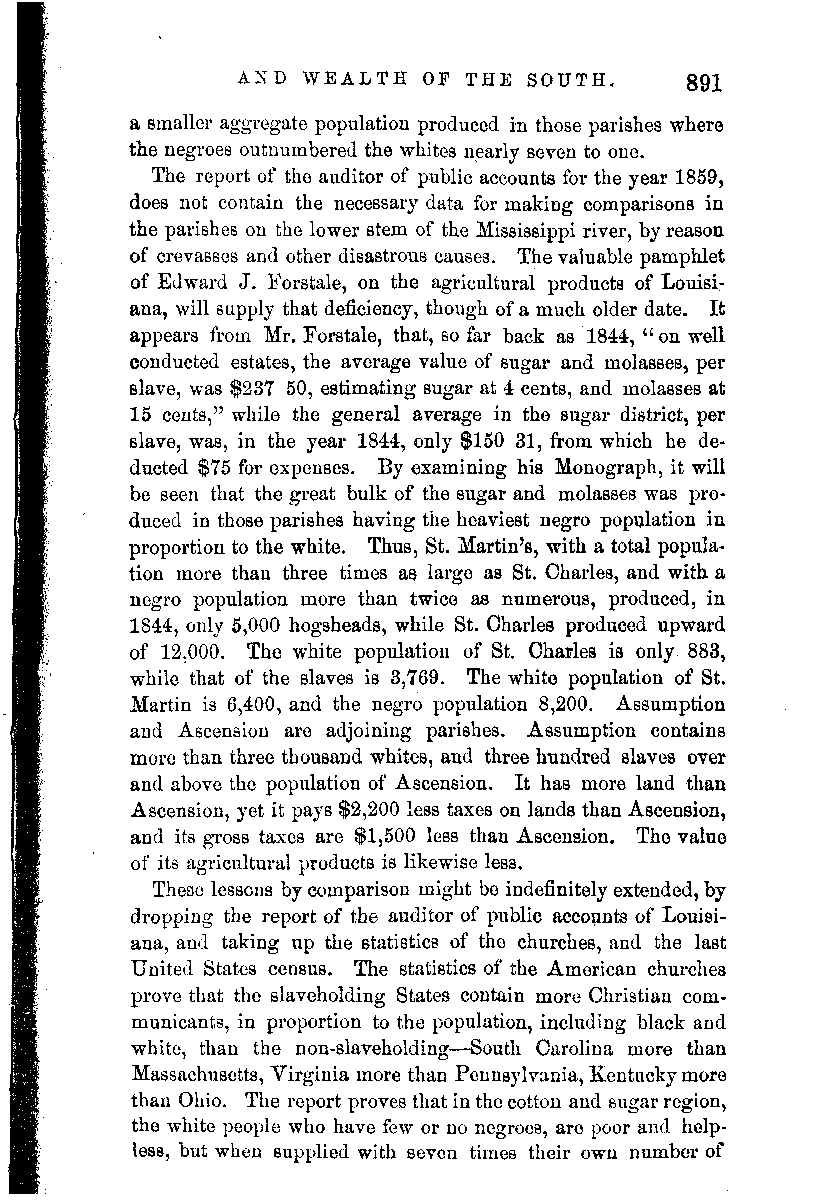 AND WEALTH OF THE SOUTH. 891
a smaller aggregate population produced in those parishes where
the negroes outnumbered the whites nearly seven to one.
The report of the auditor of public accounts for the year 1859,
does not contain the necessary data for making comparisons in
the parishes on the lower stem of the Mississippi river, by reason
of crevasses and other disastrous causes. The valuable pamphlet
of Edward J. Forstale, on the agricultural products of Louisi-
ana, will supply that deficiency, though of a much older date. It
appears from Mr. Forstale, that, so far back as 1844, “on well
conducted estates, the average value of sugar and molasses, per
slave, was $237 50, estimating sugar at 4 cents, and molasses at
15 cents,” while the general average in the sugar district, per
slave, was, in the year 1844, only $150 31, from which he de-
ducted $75 for expenses. By examining his Monograph, it will
be seen that the great bulk of the sugar and molasses was pro-
duced in those parishes having the heaviest negro population in
proportion to the white. Thus, St. Martin's, with a total popula-
tion more than three times as large as St. Charles, and with a
negro population more than twice as numerous, produced, in
1844, only 5,000 hogsheads, while St. Charles produced upward
of 12,000. The white population of St. Charles is only 883,
while that of the slaves is 3,769. The white population of St.
Martin is 6,400, and the negro population 8,200. Assumption
and Ascension are adjoining parishes. Assumption contains
more than three thousand whites, and three hundred slaves over
and above the population of Ascension. It has more land than
Ascension, yet it pays $2,200 less taxes on lands than Ascension,
and its gross taxes are $1,500 less than Ascension. The value
of its agricultural products is likewise less.
These lessons by comparison might be indefinitely extended, by
dropping the report of the auditor of public accounts of Louisi-
ana, and taking up the statistics of the churches, and the last
United States census. The statistics of the American churches
prove that the slaveholding States contain more Christian com-
municants, in proportion to the population, including black and
white, than the non-slaveholding—South Carolina more than
Massachusetts, Virginia more than Pennsylvania, Kentucky more
than Ohio. The report proves that in the cotton and sugar region,
the white people who have few or no negroes, are poor and help-
less, but when supplied with seven times their own number of